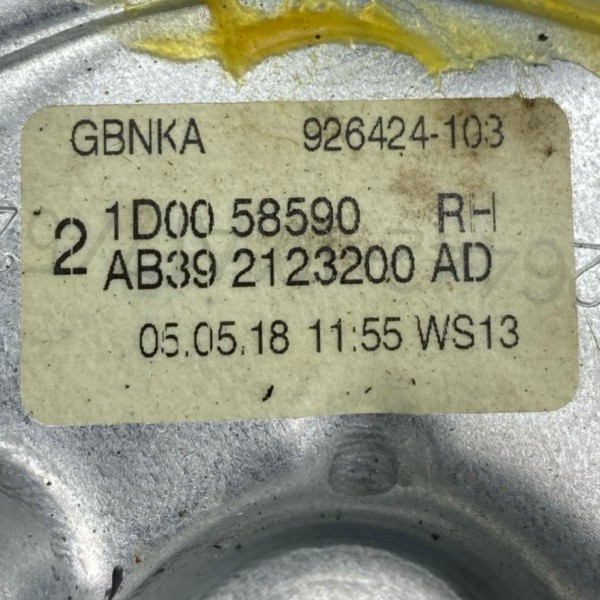 GBNKA 926424-103
1D00 58590 RH
2
AB39 2123200 AD
05.05.18 11:55 WS13